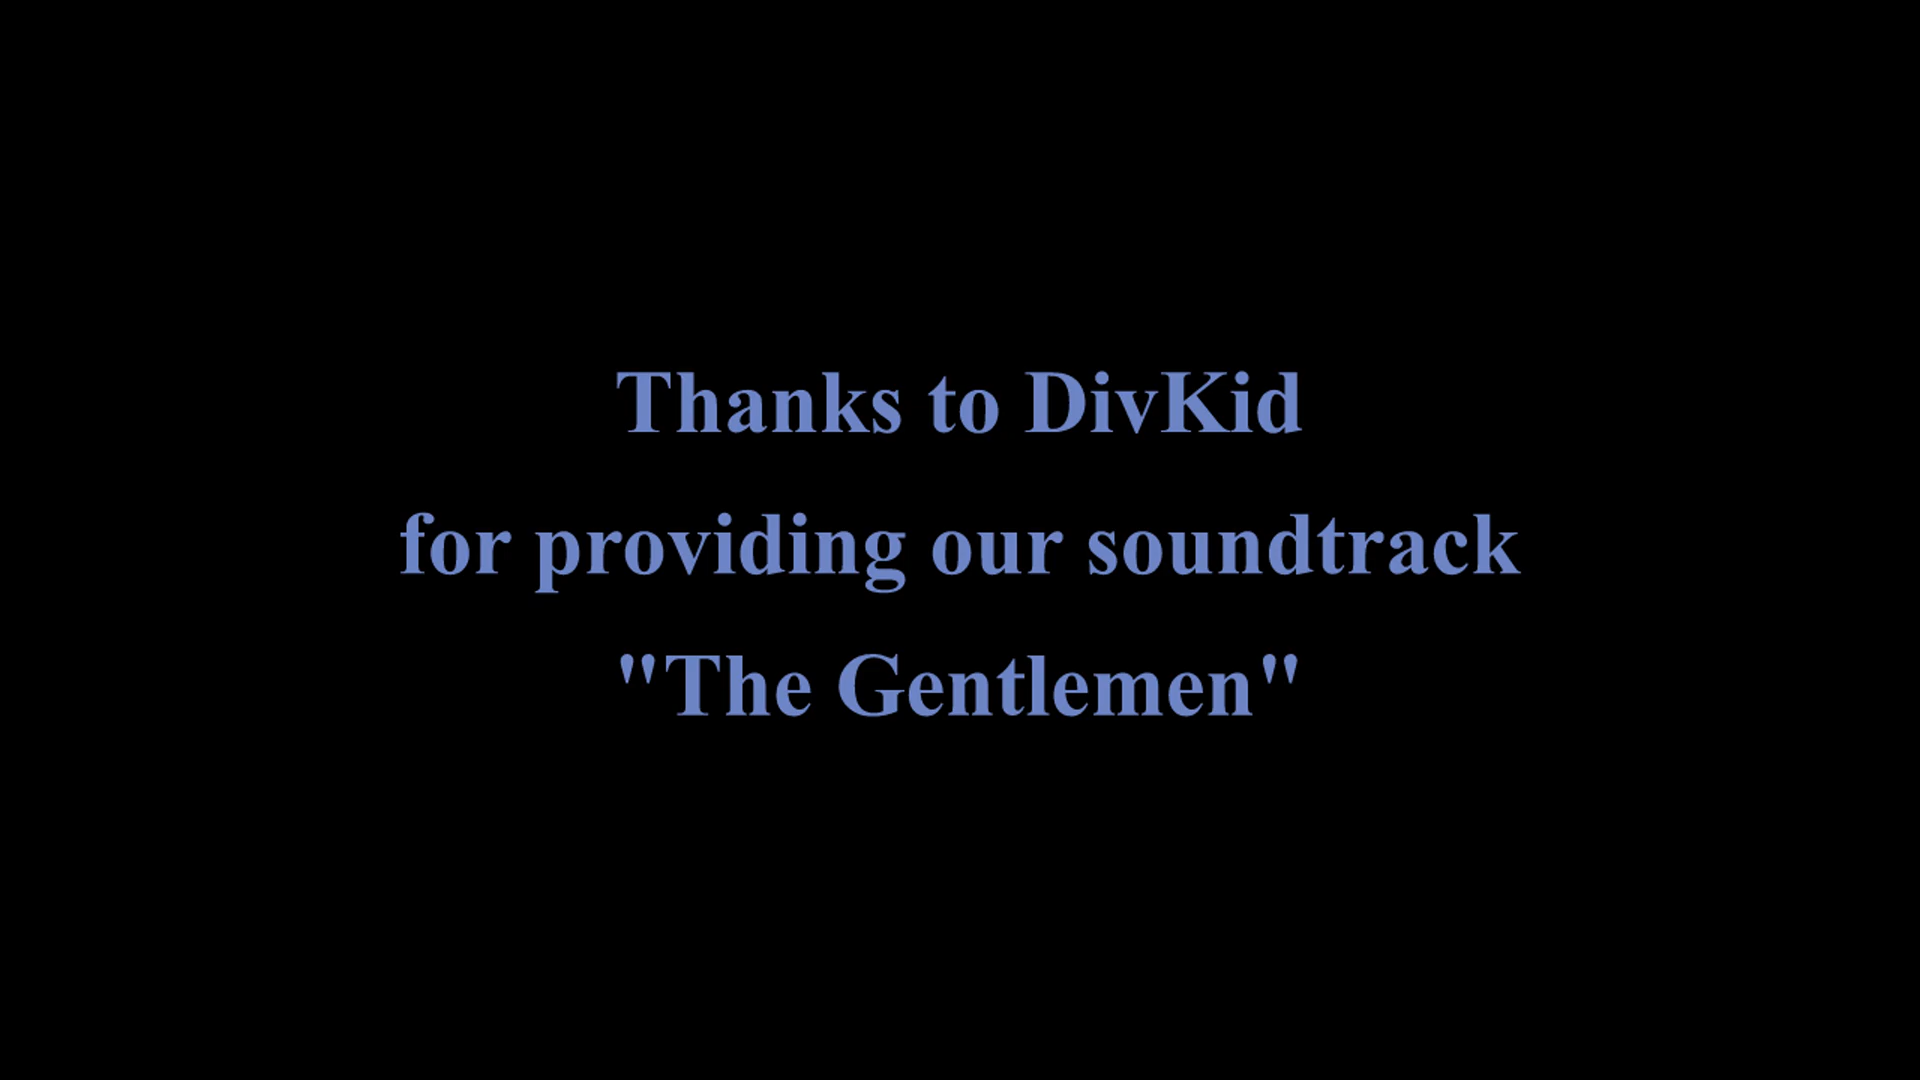 Thanks to DivKid
for providing our soundtrack
"The Gentlemen"